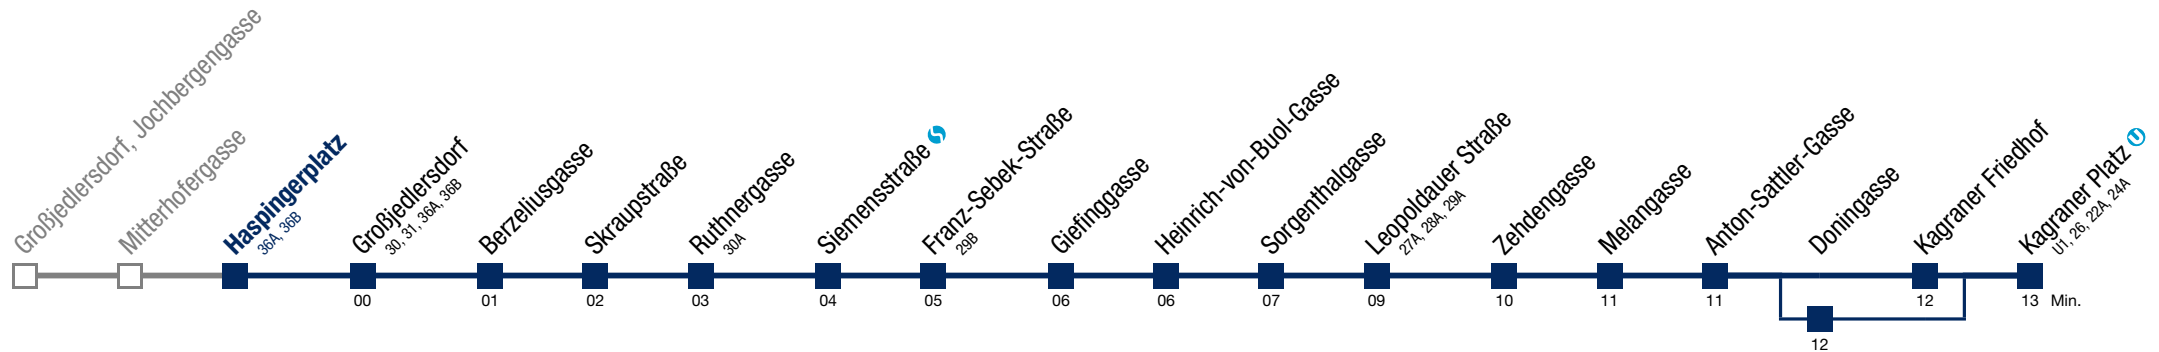 Großjedlersdorf, Jochbergengasse
Mitterhofergasse
Haspingerplatz
36A, 36B
Großjedlersdorf
30, 31, 36A, 36B
Berzeliusgasse
Skraupstraße
Ruthnergasse
30A
Siemensstraße
Franz-Sebek-Straße
29B
Giefinggasse
Heinrich-von-Buol-Gasse
Sorgenthalgasse
Leopoldauer Straße
27A, 28A, 29A
Zehdengasse
Melangasse
Anton-Sattler-Gasse
Doningasse
Kagraner Friedhof
Kagraner Platz U
U1, 26, 22A, 24A
00 01 02 03 04 05 06 06 07 09 10 11 11 12 13 Min.
12